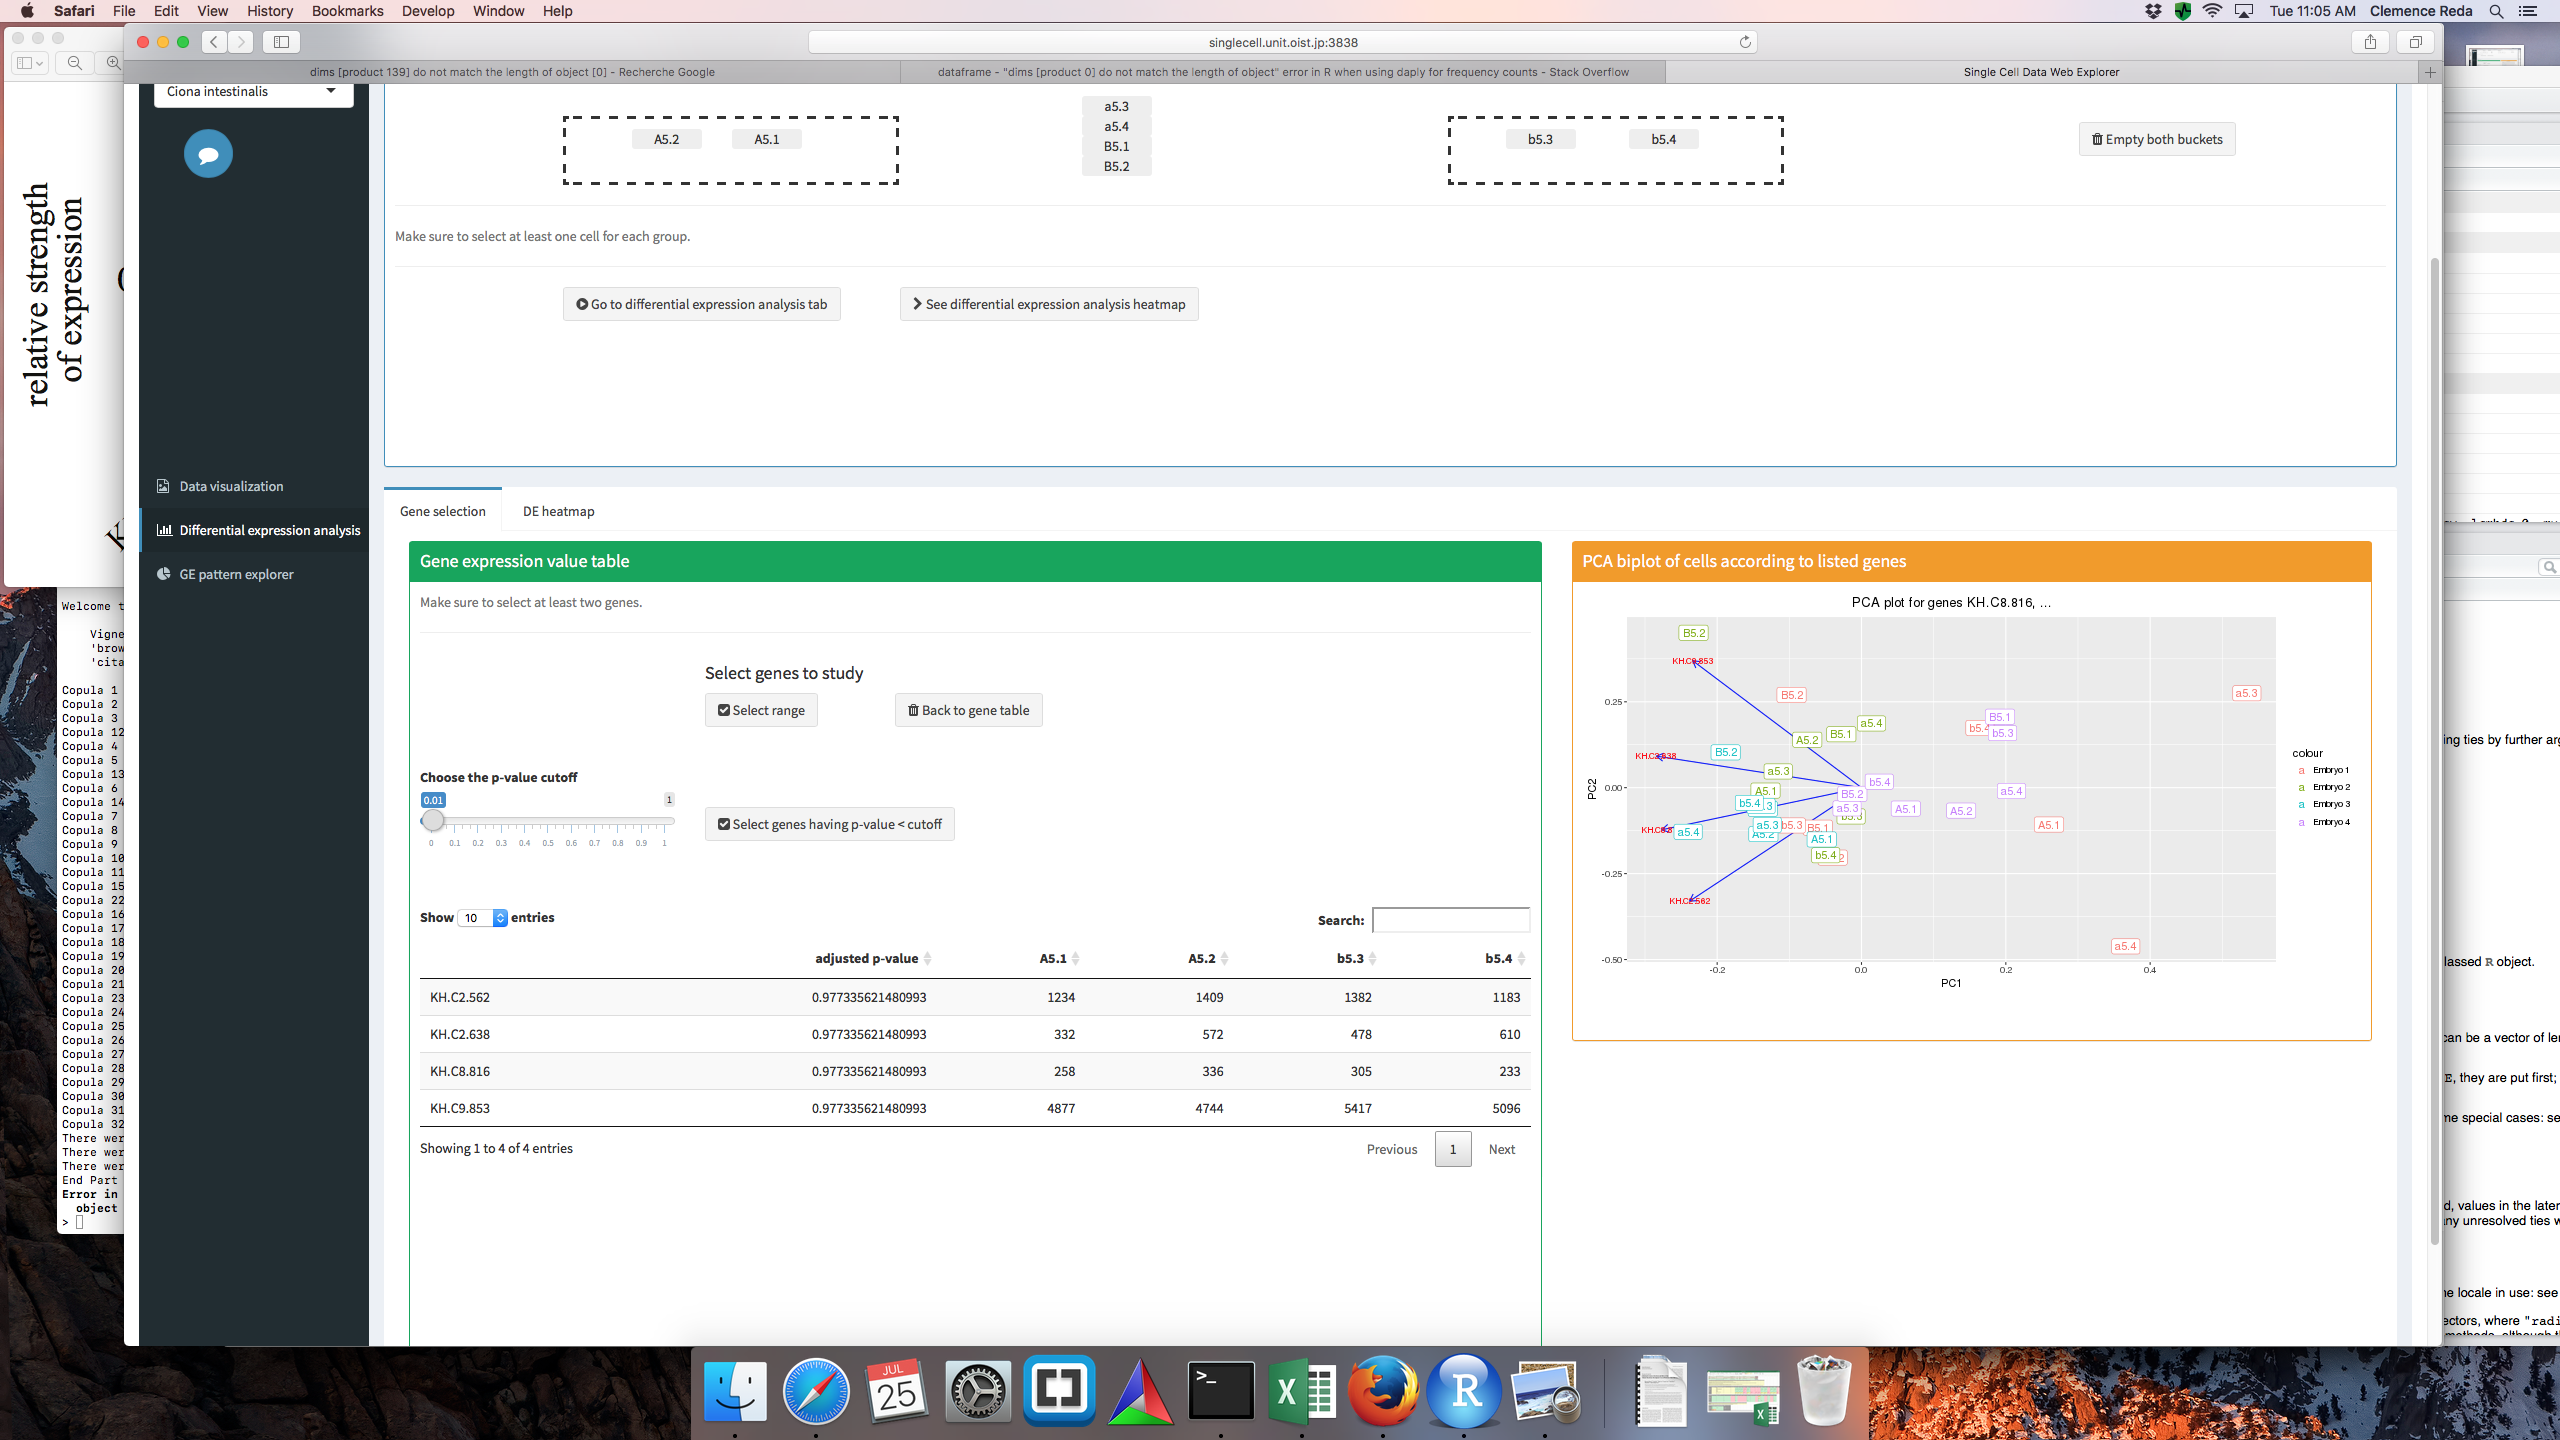 Safari File Edit View History Bookmarks Develop Window Help
Tue 11:05 AM Clemence Reda
singlecell.unit.oist.jp:3838
dims [product 139] do not match the length of object [0] - Recherche Google
dataframe - "dims [product 0] do not match the length of object" error in R when using daply for frequency counts - Stack Overflow
Single Cell Data Web Explorer
relative strength
of expression
Ciona intestinalis
A5.2 A5.1
a5.3
a5.4
B5.1
B5.2
b5.3 b5.4
Empty both buckets
Make sure to select at least one cell for each group.
Go to differential expression analysis tab
See differential expression analysis heatmap
Data visualization
Differential expression analysis
GE pattern explorer
Gene selection DE heatmap
Gene expression value table
Make sure to select at least two genes.
Select genes to study
Select range
Back to gene table
Choose the p-value cutoff
0.01 1
0 0.1 0.2 0.3 0.4 0.5 0.6 0.7 0.8 0.9 1
Select genes having p-value < cutoff
Show 10 entries
Search:
adjusted p-value A5.1 A5.2 b5.3 b5.4
KH.C2.562 0.977335621480993 1234 1409 1382 1183
KH.C2.638 0.977335621480993 332 572 478 610
KH.C8.816 0.977335621480993 258 336 305 233
KH.C9.853 0.977335621480993 4877 4744 5417 5096
Showing 1 to 4 of 4 entries
Previous 1 Next
PCA biplot of cells according to listed genes
PCA plot for genes KH.C8.816, ...
B5.2
KH.C9.853
B5.2
a5.3
B5.1
a5.4
b5.4
b5.3
B5.1
A5.2
B5.2
a5.3
b5.4
A5.1
B5.2
a5.4
b5.4
a5.3
A5.1
A5.2
a5.4
a5.3
b5.3
B5.1
A5.1
A5.1
b5.4
KH.C2.562
a5.4
0.25
0.00
-0.25
-0.50
-0.2 0.0 0.2 0.4
PC1
PC2
colour
a Embryo 1
a Embryo 2
a Embryo 3
a Embryo 4
Welcome t
Vigne
'brow
'cita
Copula 1
Copula 2
Copula 3
Copula 12
Copula 4
Copula 5
Copula 13
Copula 6
Copula 14
Copula 7
Copula 8
Copula 9
Copula 10
Copula 11
Copula 15
Copula 22
Copula 16
Copula 17
Copula 18
Copula 19
Copula 20
Copula 21
Copula 23
Copula 24
Copula 25
Copula 26
Copula 27
Copula 28
Copula 29
Copula 30
Copula 31
Copula 32
There wer
There wer
There wer
End Part
Error in
object
>
ing ties by further arg
lassed R object.
can be a vector of le
E, they are put first;
me special cases: se
d, values in the later
ny unresolved ties w
ne locale in use: see
ectors, where "radi
JUL
25